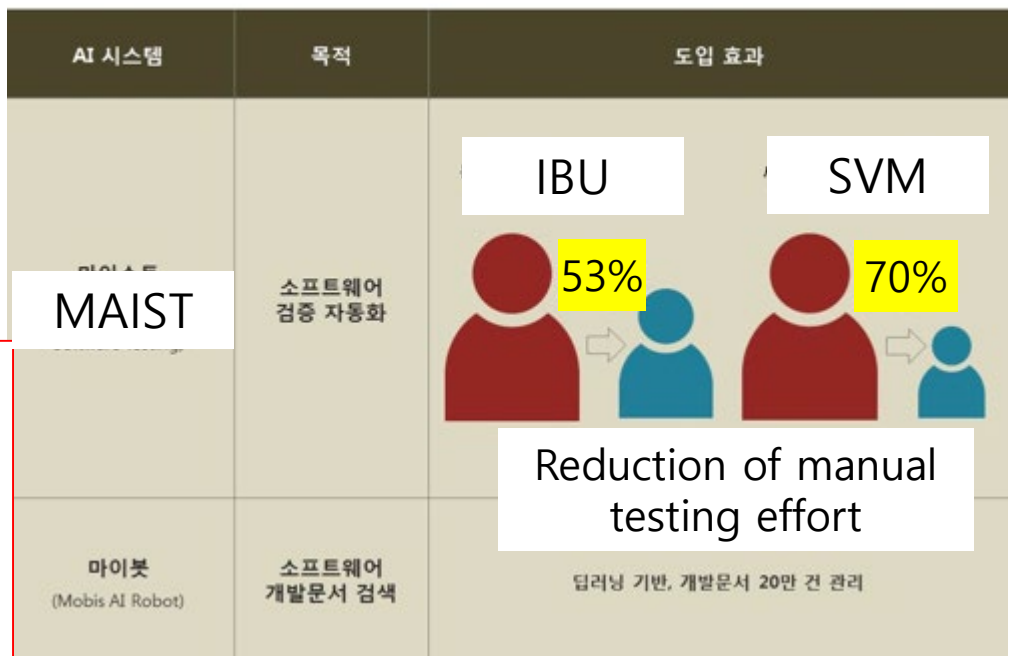 AI 시스템
목적
도입 효과
IBU
SVM
53%
70%
MAIST
소프트웨어
검증 자동화
Reduction of manual
testing effort
마이봇
(Mobis AI Robot)
소프트웨어
개발문서 검색
딥러닝 기반, 개발문서 20만 건 관리